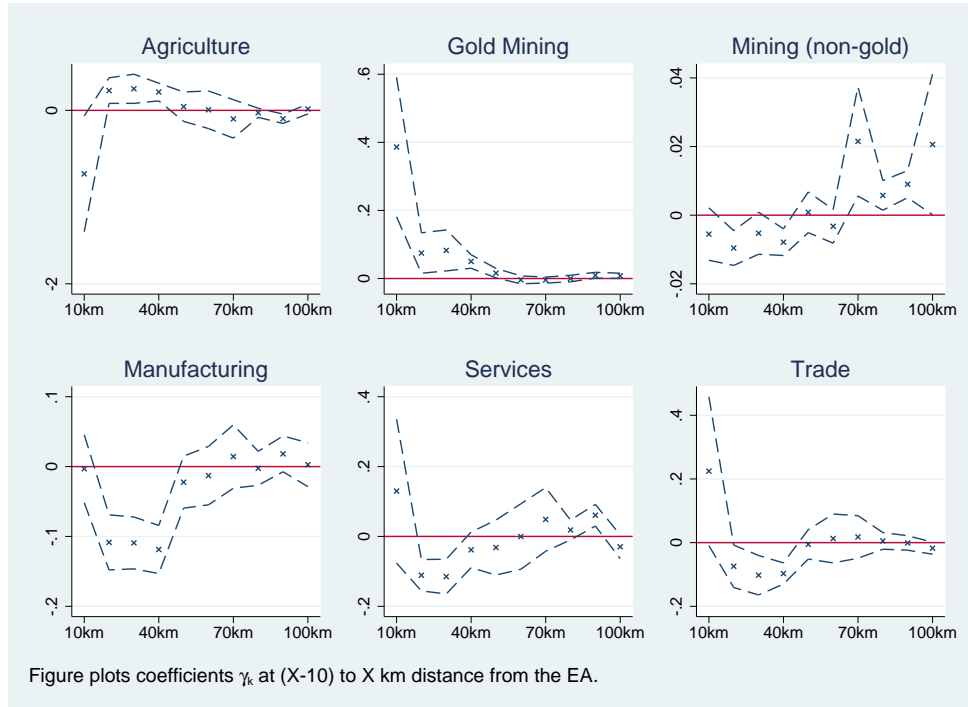 Agriculture Gold Mining Mining (non-gold)
0
-2
10km 40km 70km 100km
.6
.4
.2
0
10km 40km 70km 100km
.04
.02
0
-.02
10km 40km 70km 100km
Manufacturing Services Trade
.1
0
-.1
-.2
10km 40km 70km 100km
.4
.2
0
-.2
10km 40km 70km 100km
.4
.2
0
-.2
10km 40km 70km 100km
Figure plots coefficients γk at (X-10) to X km distance from the EA.